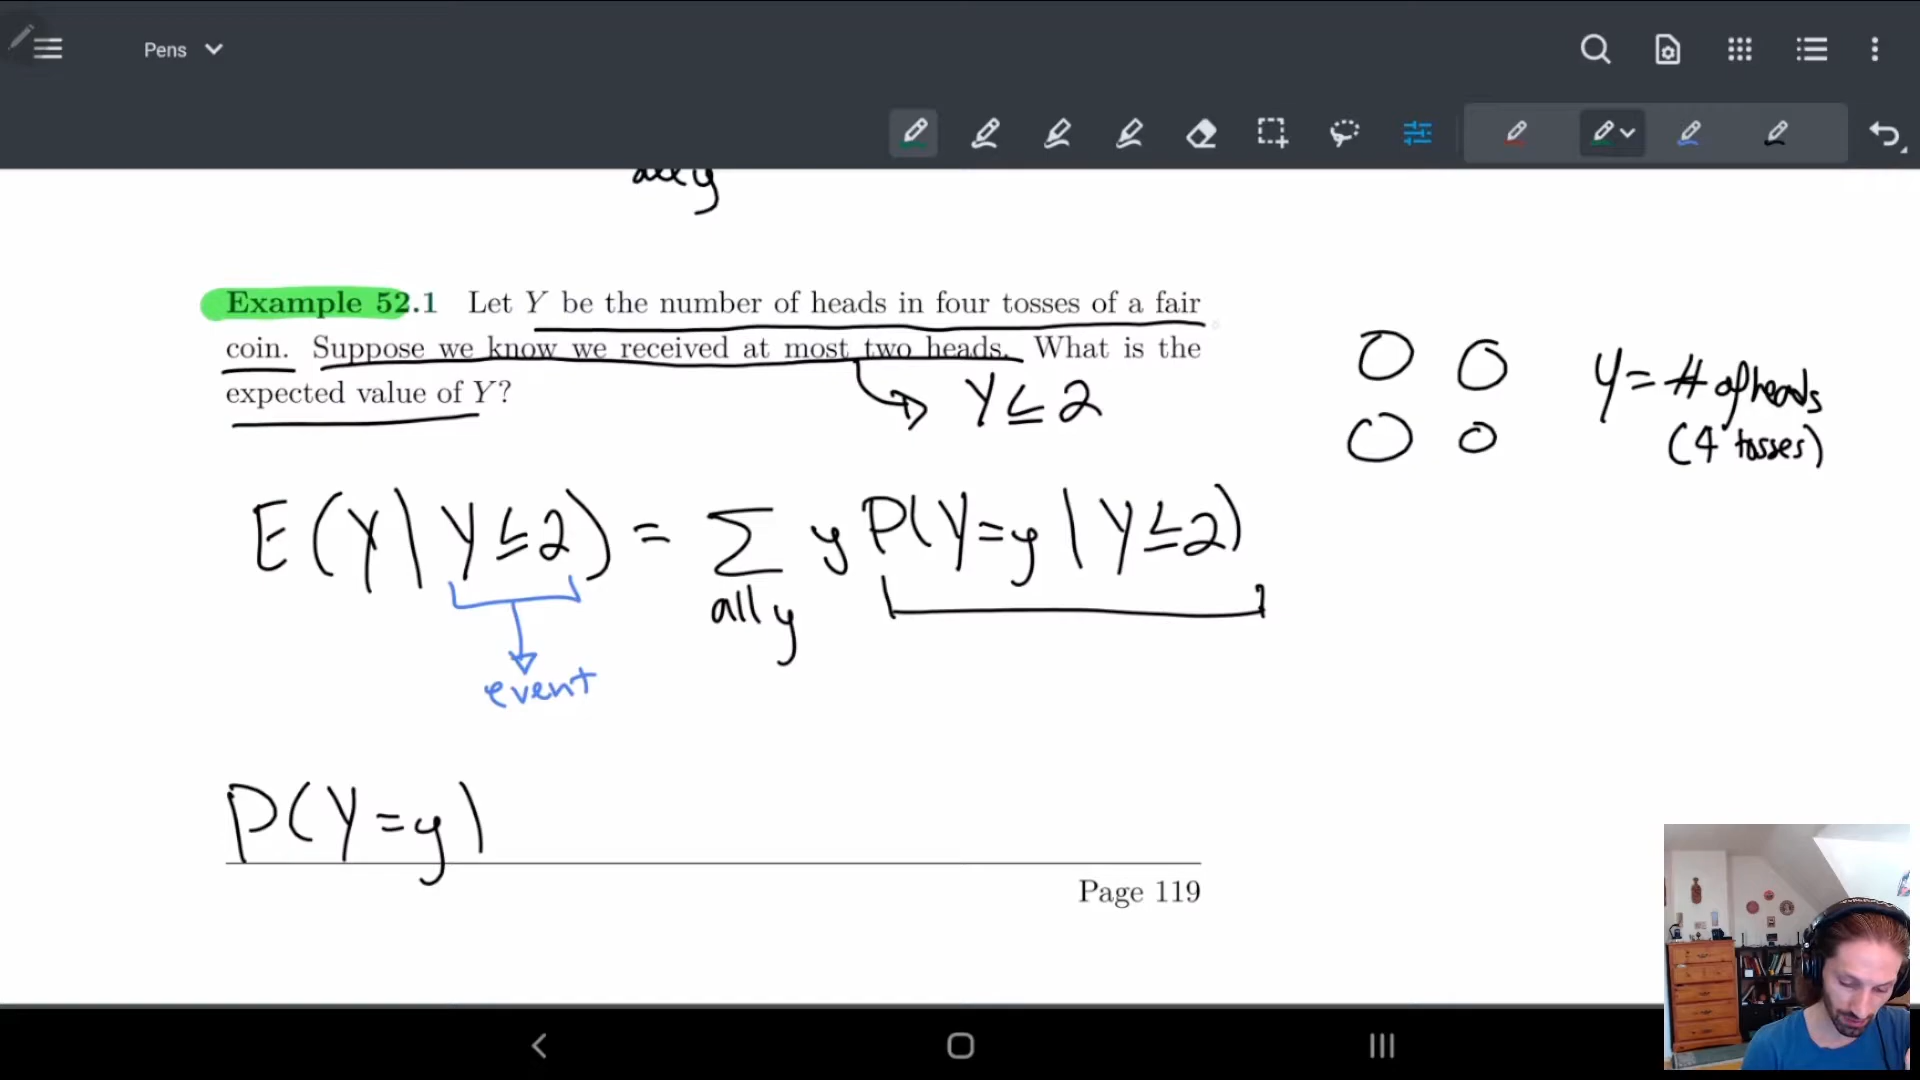 Pens
all y
Example 52.1 Let Y be the number of heads in four tosses of a fair
coin. Suppose we know we received at most two heads. What is the
expected value of Y?
Y ≤ 2
Y = # of heads
(4 tosses)
E(Y | Y ≤ 2) = ∑ y P(Y=y | Y ≤ 2)
all y
event
P(Y=y)
Page 119